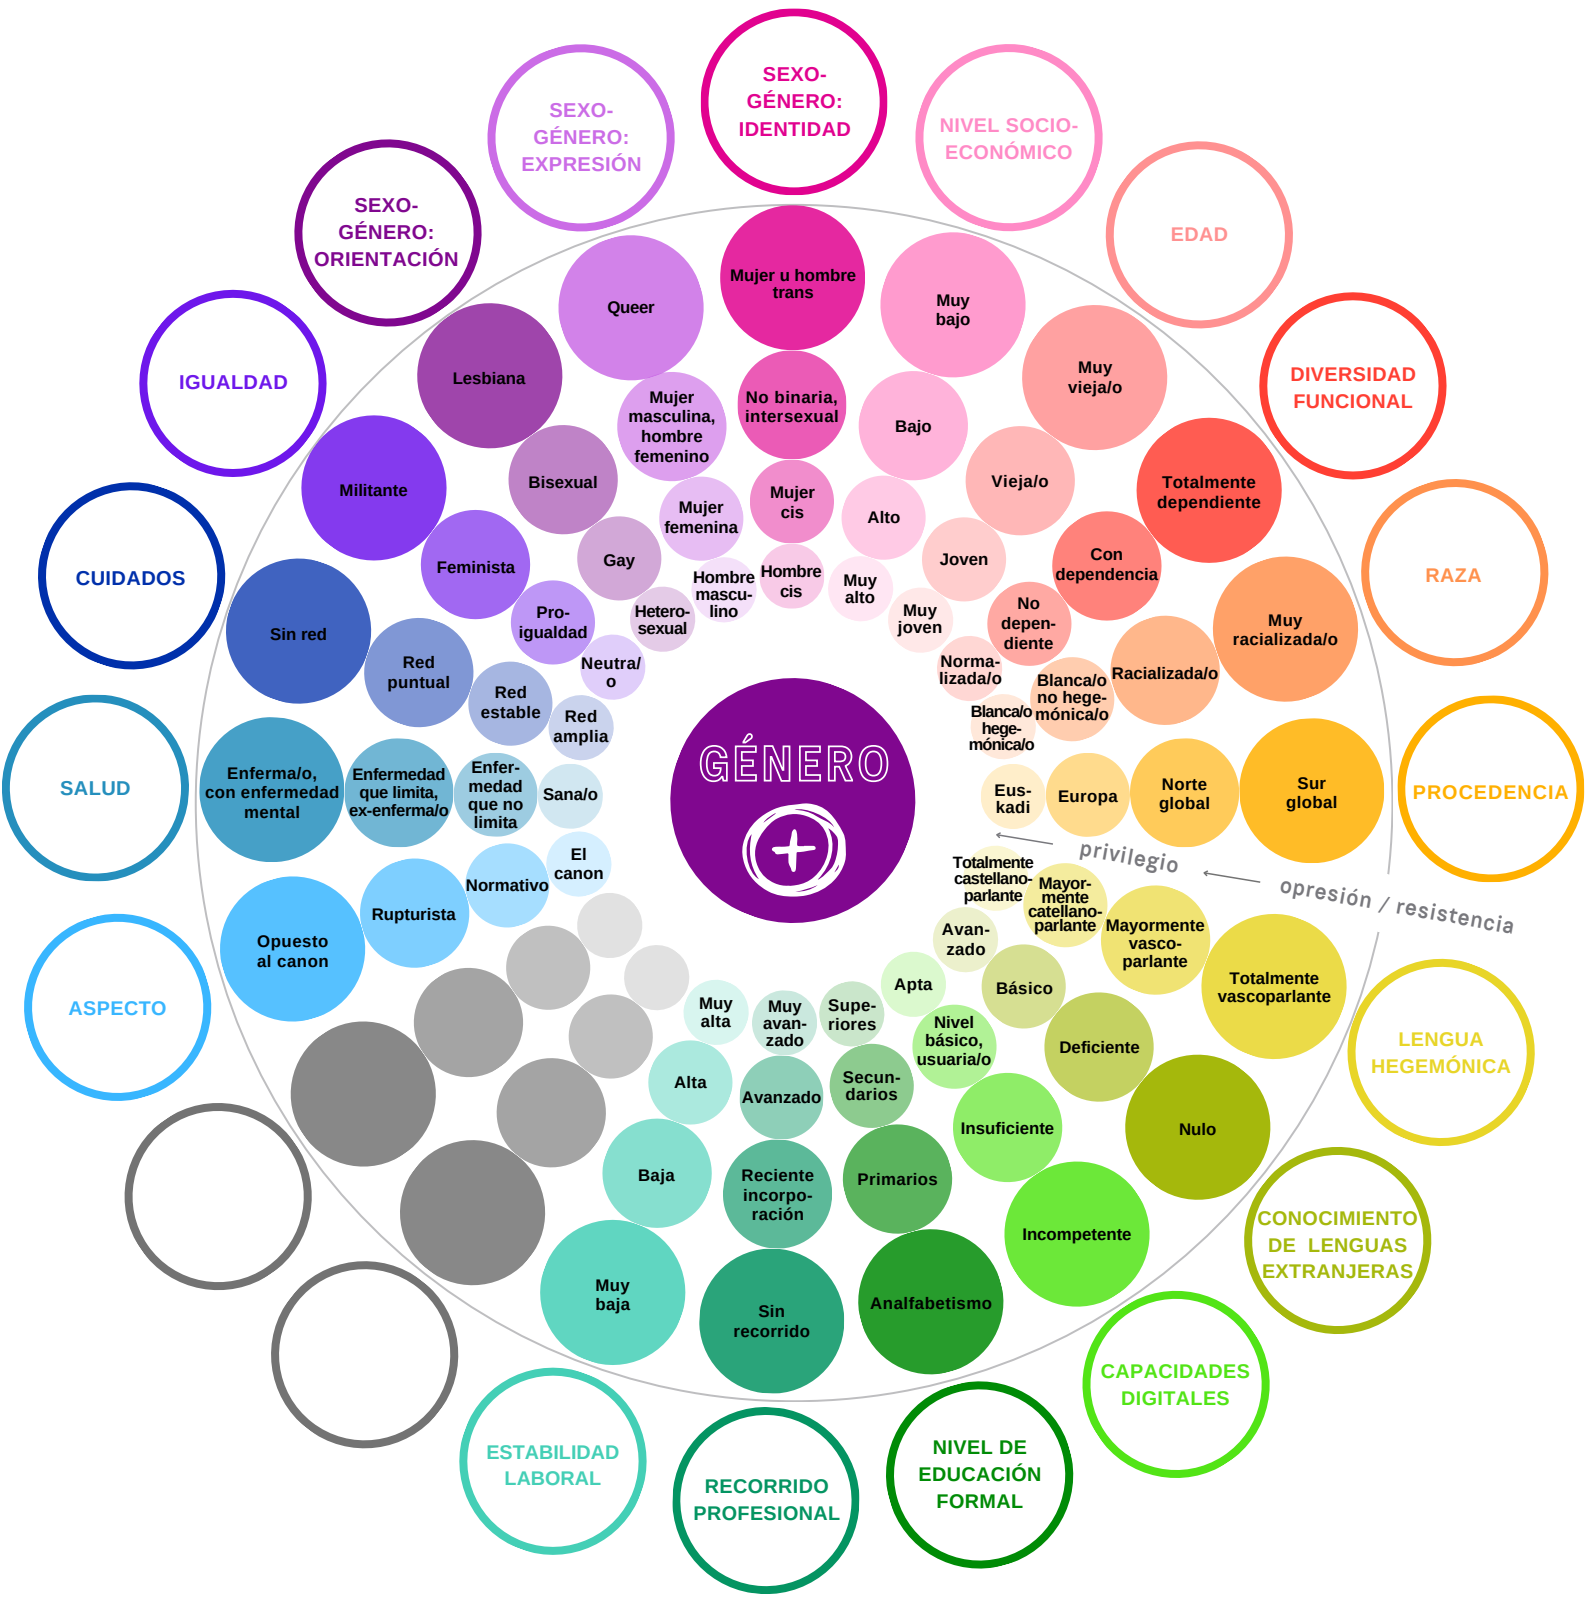 SEXO-
GÉNERO:
IDENTIDAD
Mujer u hombre
trans
No binaria,
intersexual
Mujer
cis
Hombre
cis
NIVEL SOCIO-
ECONÓMICO
Muy
bajo
Bajo
Alto
Muy
alto
EDAD
Muy
vieja/o
Vieja/o
Joven
Muy
joven
DIVERSIDAD
FUNCIONAL
Totalmente
dependiente
Con
dependencia
No
depen-
diente
Norma-
lizada/o
RAZA
Muy
racializada/o
Racializada/o
Blanca/o
no hege-
mónica/o
Blanca/o
hege-
mónica/o
PROCEDENCIA
Sur
global
Norte
global
Europa
Eus-
kadi
privilegio
opresión / resistencia
LENGUA
HEGEMÓNICA
Totalmente
vascoparlante
Mayormente
vasco-
parlante
Mayor-
mente
catellano-
parlante
Totalmente
castellano-
parlante
CONOCIMIENTO
DE LENGUAS
EXTRANJERAS
Nulo
Deficiente
Básico
Avan-
zado
CAPACIDADES
DIGITALES
Incompetente
Insuficiente
Nivel
básico,
usuaria/o
Apta
NIVEL DE
EDUCACIÓN
FORMAL
Analfabetismo
Primarios
Secun-
darios
Supe-
riores
RECORRIDO
PROFESIONAL
Sin
recorrido
Reciente
incorpo-
ración
Avanzado
Muy
avan-
zado
ESTABILIDAD
LABORAL
Muy
baja
Baja
Alta
Muy
alta
ASPECTO
Opuesto
al canon
Rupturista
Normativo
El
canon
SALUD
Enferma/o,
con enfermedad
mental
Enfermedad
que limita,
ex-enferma/o
Enfer-
medad
que no
limita
Sana/o
CUIDADOS
Sin red
Red
puntual
Red
estable
Red
amplia
IGUALDAD
Militante
Feminista
Pro-
igualdad
Neutra/
o
SEXO-
GÉNERO:
ORIENTACIÓN
Lesbiana
Bisexual
Gay
Hetero-
sexual
SEXO-
GÉNERO:
EXPRESIÓN
Queer
Mujer
masculina,
hombre
femenino
Mujer
femenina
Hombre
mascu-
lino
GÉNERO
+